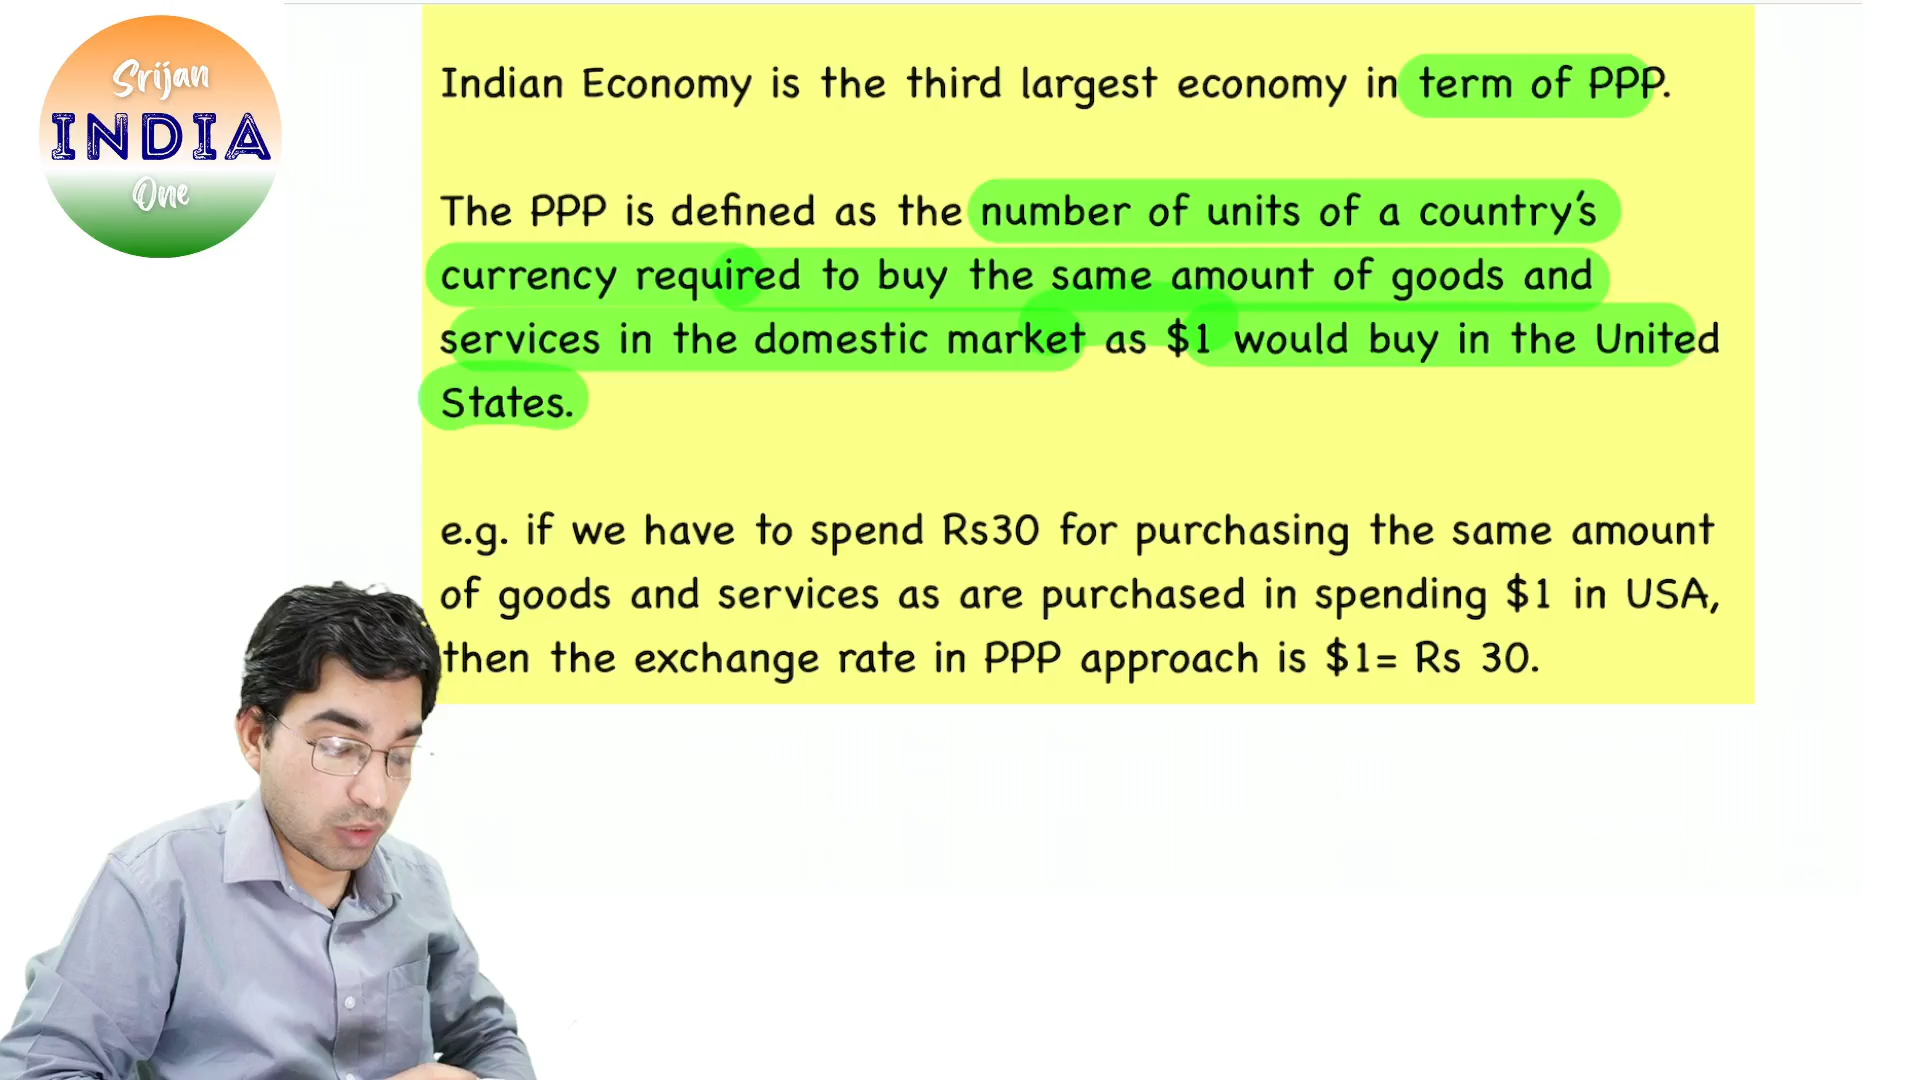 Srijan
INDIA
One
Indian Economy is the third largest economy in term of PPP.
The PPP is defined as the number of units of a country's
currency required to buy the same amount of goods and
services in the domestic market as $1 would buy in the United
States.
e.g. if we have to spend Rs30 for purchasing the same amount
of goods and services as are purchased in spending $1 in USA,
then the exchange rate in PPP approach is $1= Rs 30.